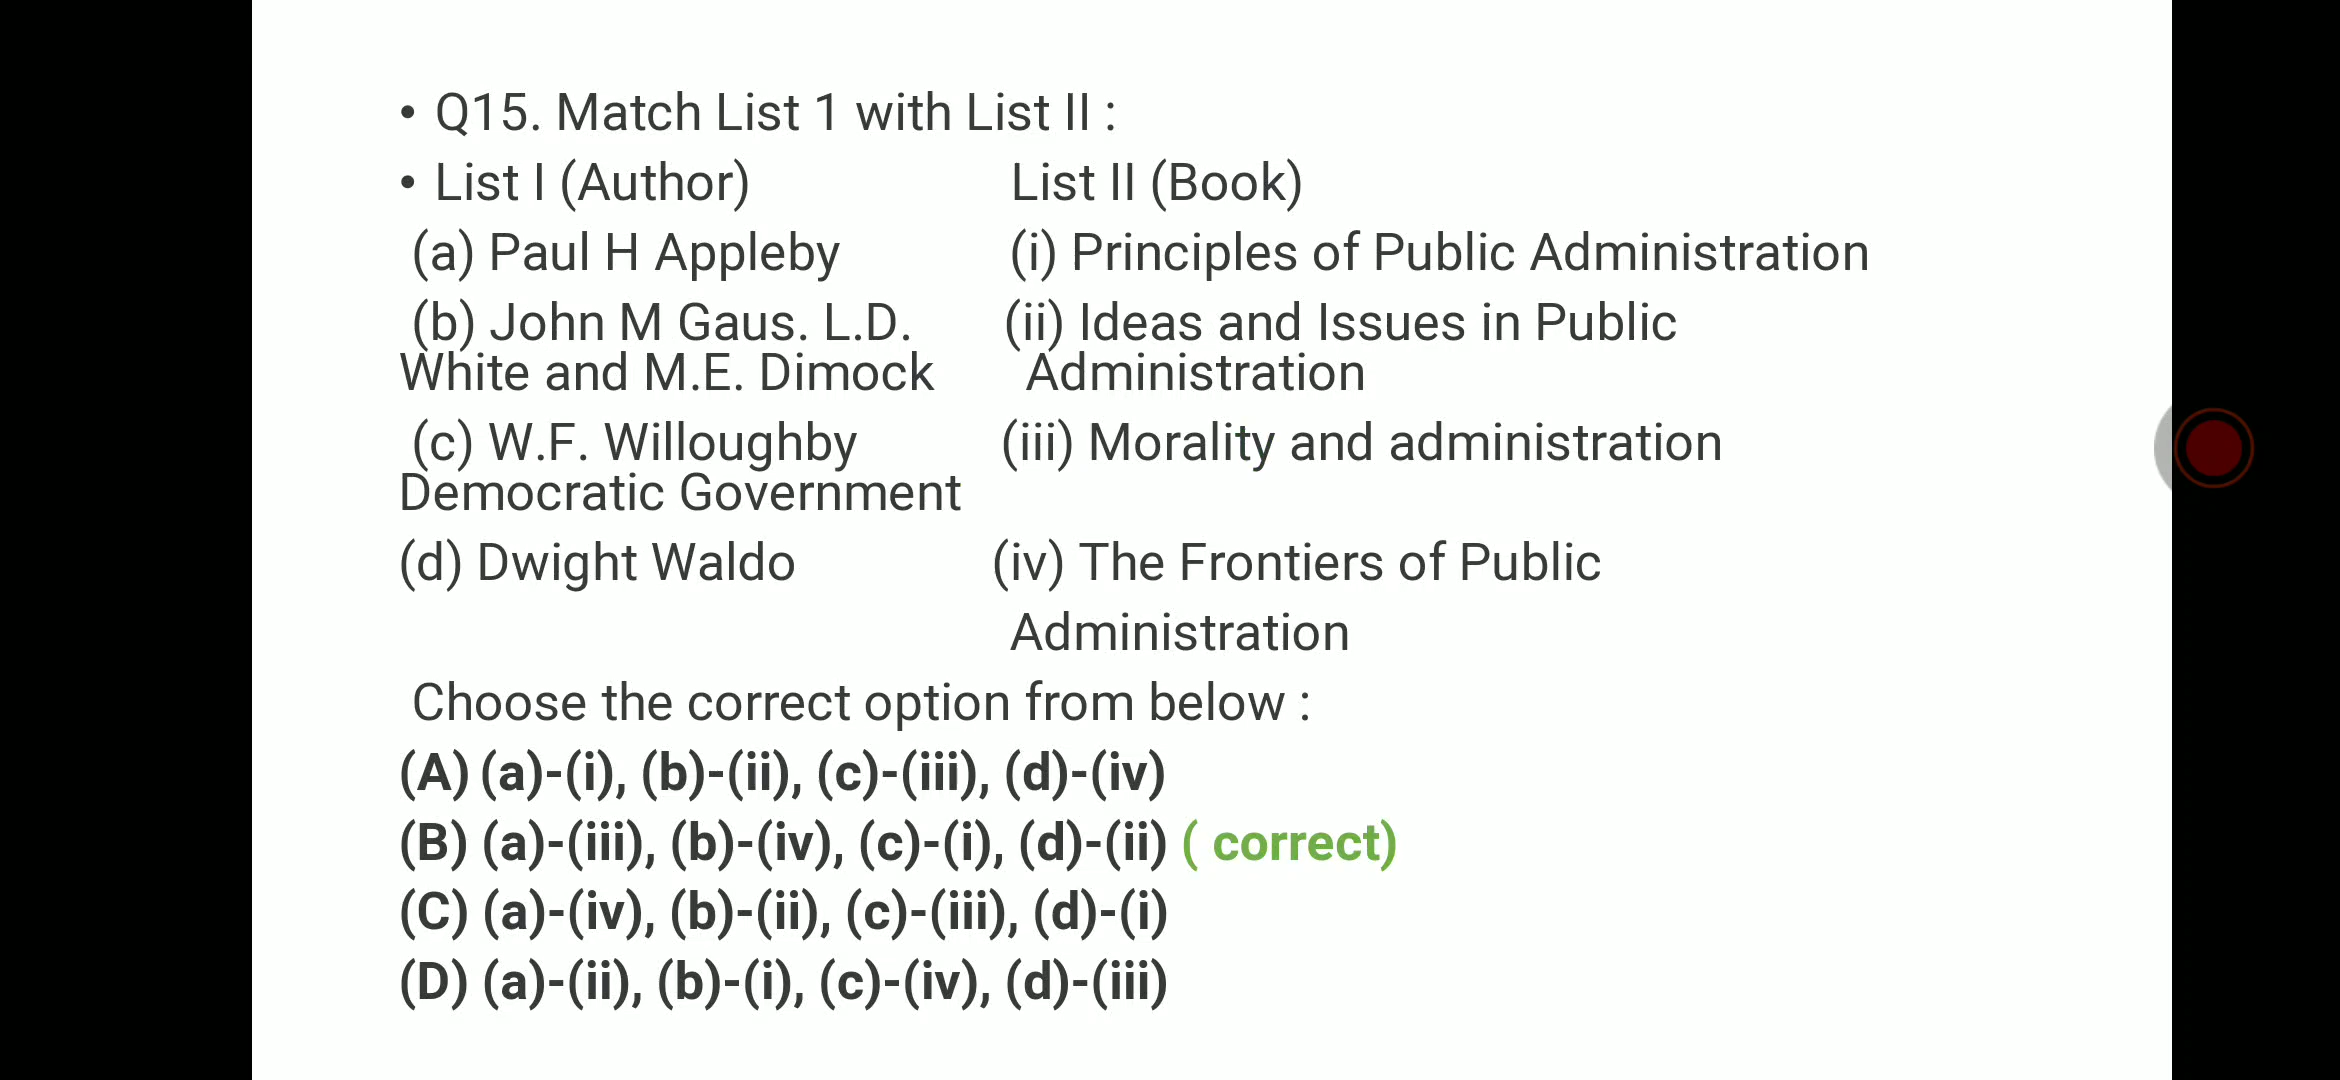 • Q15. Match List 1 with List II :
• List I (Author) List II (Book)
(a) Paul H Appleby (i) Principles of Public Administration
(b) John M Gaus. L.D. (ii) Ideas and Issues in Public
White and M.E. Dimock Administration
(c) W.F. Willoughby (iii) Morality and administration
Democratic Government
(d) Dwight Waldo (iv) The Frontiers of Public
Administration
Choose the correct option from below :
(A) (a)-(i), (b)-(ii), (c)-(iii), (d)-(iv)
(B) (a)-(iii), (b)-(iv), (c)-(i), (d)-(ii) ( correct)
(C) (a)-(iv), (b)-(ii), (c)-(iii), (d)-(i)
(D) (a)-(ii), (b)-(i), (c)-(iv), (d)-(iii)